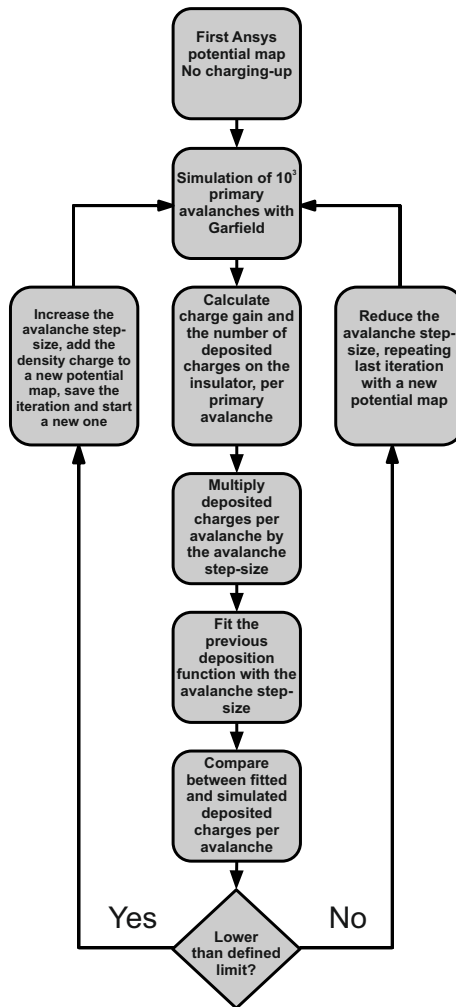 First Ansys
potential map
No charging-up
Simulation of 10³
primary
avalanches with
Garfield
Increase the
avalanche step-
size, add the
density charge to
a new potential
map, save the
iteration and start
a new one
Calculate
charge gain and
the number of
deposited
charges on the
insulator, per
primary
avalanche
Reduce the
avalanche step-
size, repeating
last iteration
with a new
potential map
Multiply
deposited
charges per
avalanche by
the avalanche
step-size
Fit the
previous
deposition
function with the
avalanche step-
size
Compare
between fitted
and simulated
deposited
charges per
avalanche
Yes
No
Lower
than defined
limit?